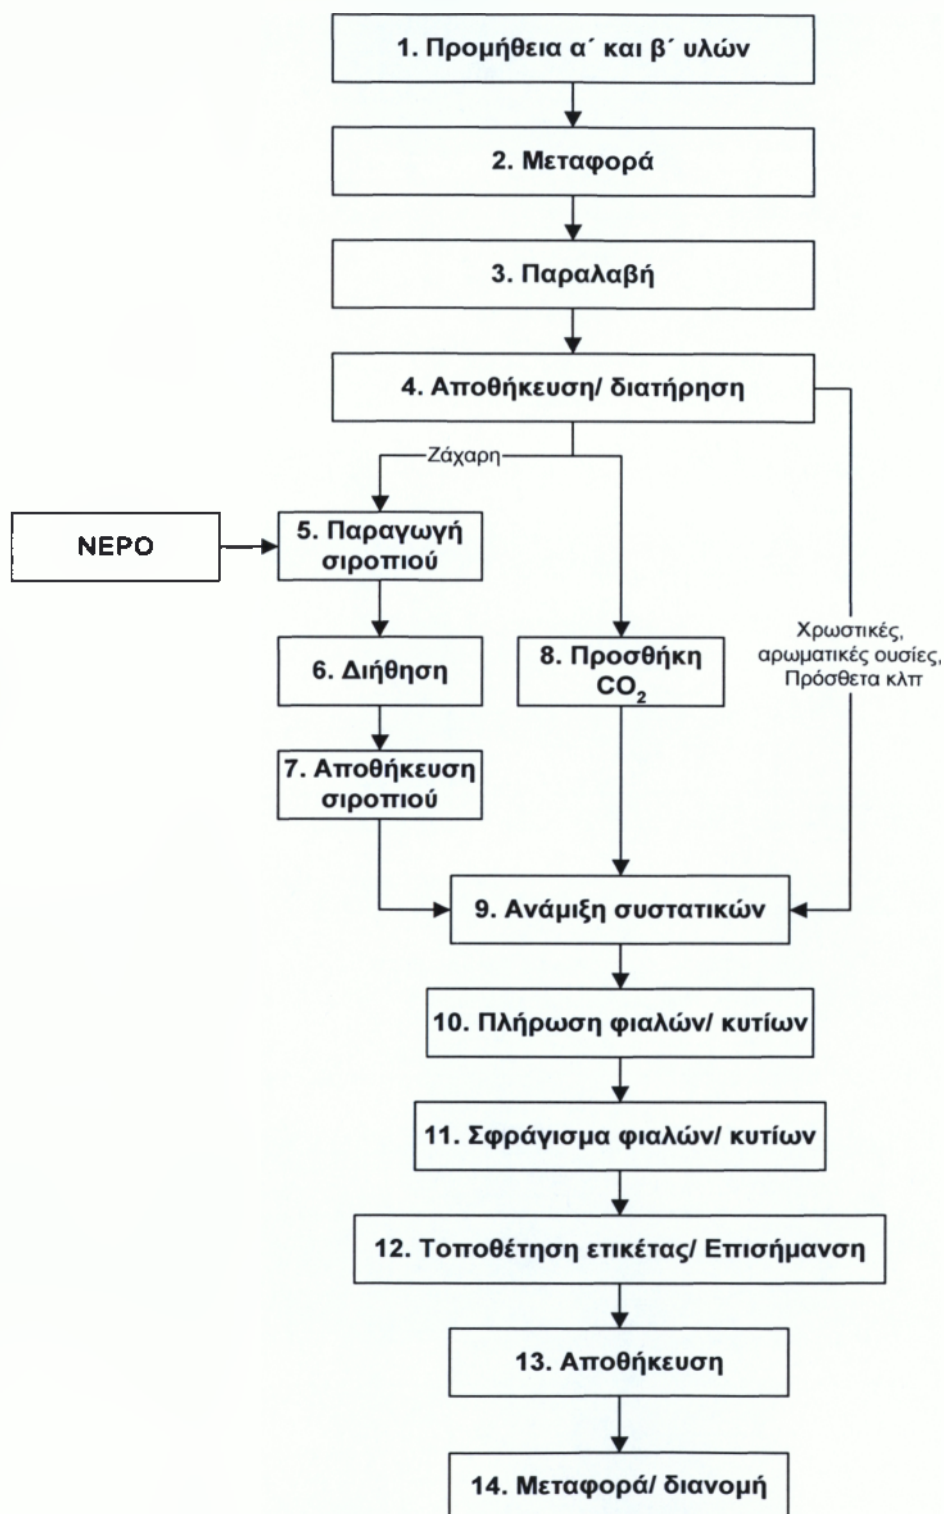 1. Προμήθεια α΄ και β΄ υλών
2. Μεταφορά
3. Παραλαβή
4. Αποθήκευση/ διατήρηση
Ζάχαρη
ΝΕΡΟ
5. Παραγωγή
σιροπιού
Χρωστικές,
αρωματικές ουσίες,
Πρόσθετα κλπ
6. Διήθηση
8. Προσθήκη
CO₂
7. Αποθήκευση
σιροπιού
9. Ανάμιξη συστατικών
10. Πλήρωση φιαλών/ κυτίων
11. Σφράγισμα φιαλών/ κυτίων
12. Τοποθέτηση ετικέτας/ Επισήμανση
13. Αποθήκευση
14. Μεταφορά/ διανομή